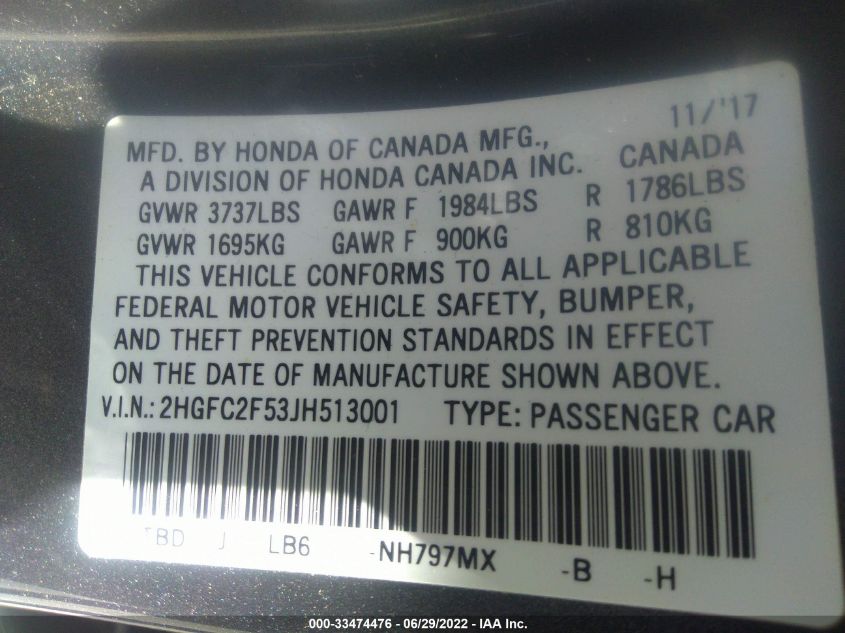 11/'17
MFD. BY HONDA OF CANADA MFG.,
A DIVISION OF HONDA CANADA INC. CANADA
GVWR 3737LBS GAWR F 1984LBS R 1786LBS
GVWR 1695KG GAWR F 900KG R 810KG
THIS VEHICLE CONFORMS TO ALL APPLICABLE
FEDERAL MOTOR VEHICLE SAFETY, BUMPER,
AND THEFT PREVENTION STANDARDS IN EFFECT
ON THE DATE OF MANUFACTURE SHOWN ABOVE.
V.I.N.: 2HGFC2F53JH513001 TYPE: PASSENGER CAR
J LB6 -NH797MX -B -H
000-33474476 - 06/29/2022 - IAA Inc.